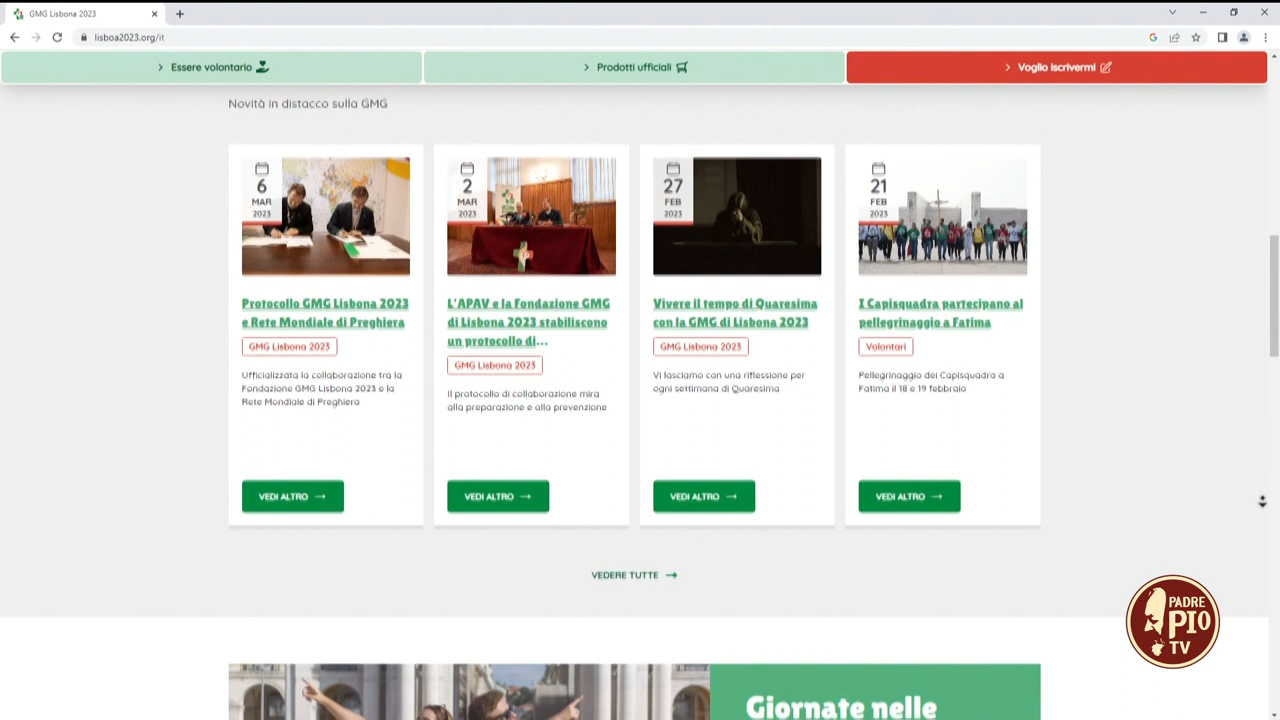 GMG Lisbona 2023
lisboa2023.org/it
Essere volontario
Prodotti ufficiali
Voglio iscrivermi
Novità in distacco sulla GMG
6
MAR
2023
Protocollo GMG Lisbona 2023
e Rete Mondiale di Preghiera
GMG Lisbona 2023
Ufficializzata la collaborazione tra la
Fondazione GMG Lisbona 2023 e la
Rete Mondiale di Preghiera
VEDI ALTRO →
2
MAR
2023
L'APAV e la Fondazione GMG
di Lisbona 2023 stabiliscono
un protocollo di...
GMG Lisbona 2023
Il protocollo di collaborazione mira
alla preparazione e alla prevenzione
VEDI ALTRO →
27
FEB
2023
Vivere il tempo di Quaresima
con la GMG di Lisbona 2023
GMG Lisbona 2023
Vi lasciamo con una riflessione per
ogni settimana di Quaresima
VEDI ALTRO →
21
FEB
2023
I Capisquadra partecipano al
pellegrinaggio a Fatima
Volontari
Pellegrinaggio dei Capisquadra a
Fatima il 18 e 19 febbraio
VEDI ALTRO →
VEDERE TUTTE →
Giornate nelle
PADRE
PIO
TV